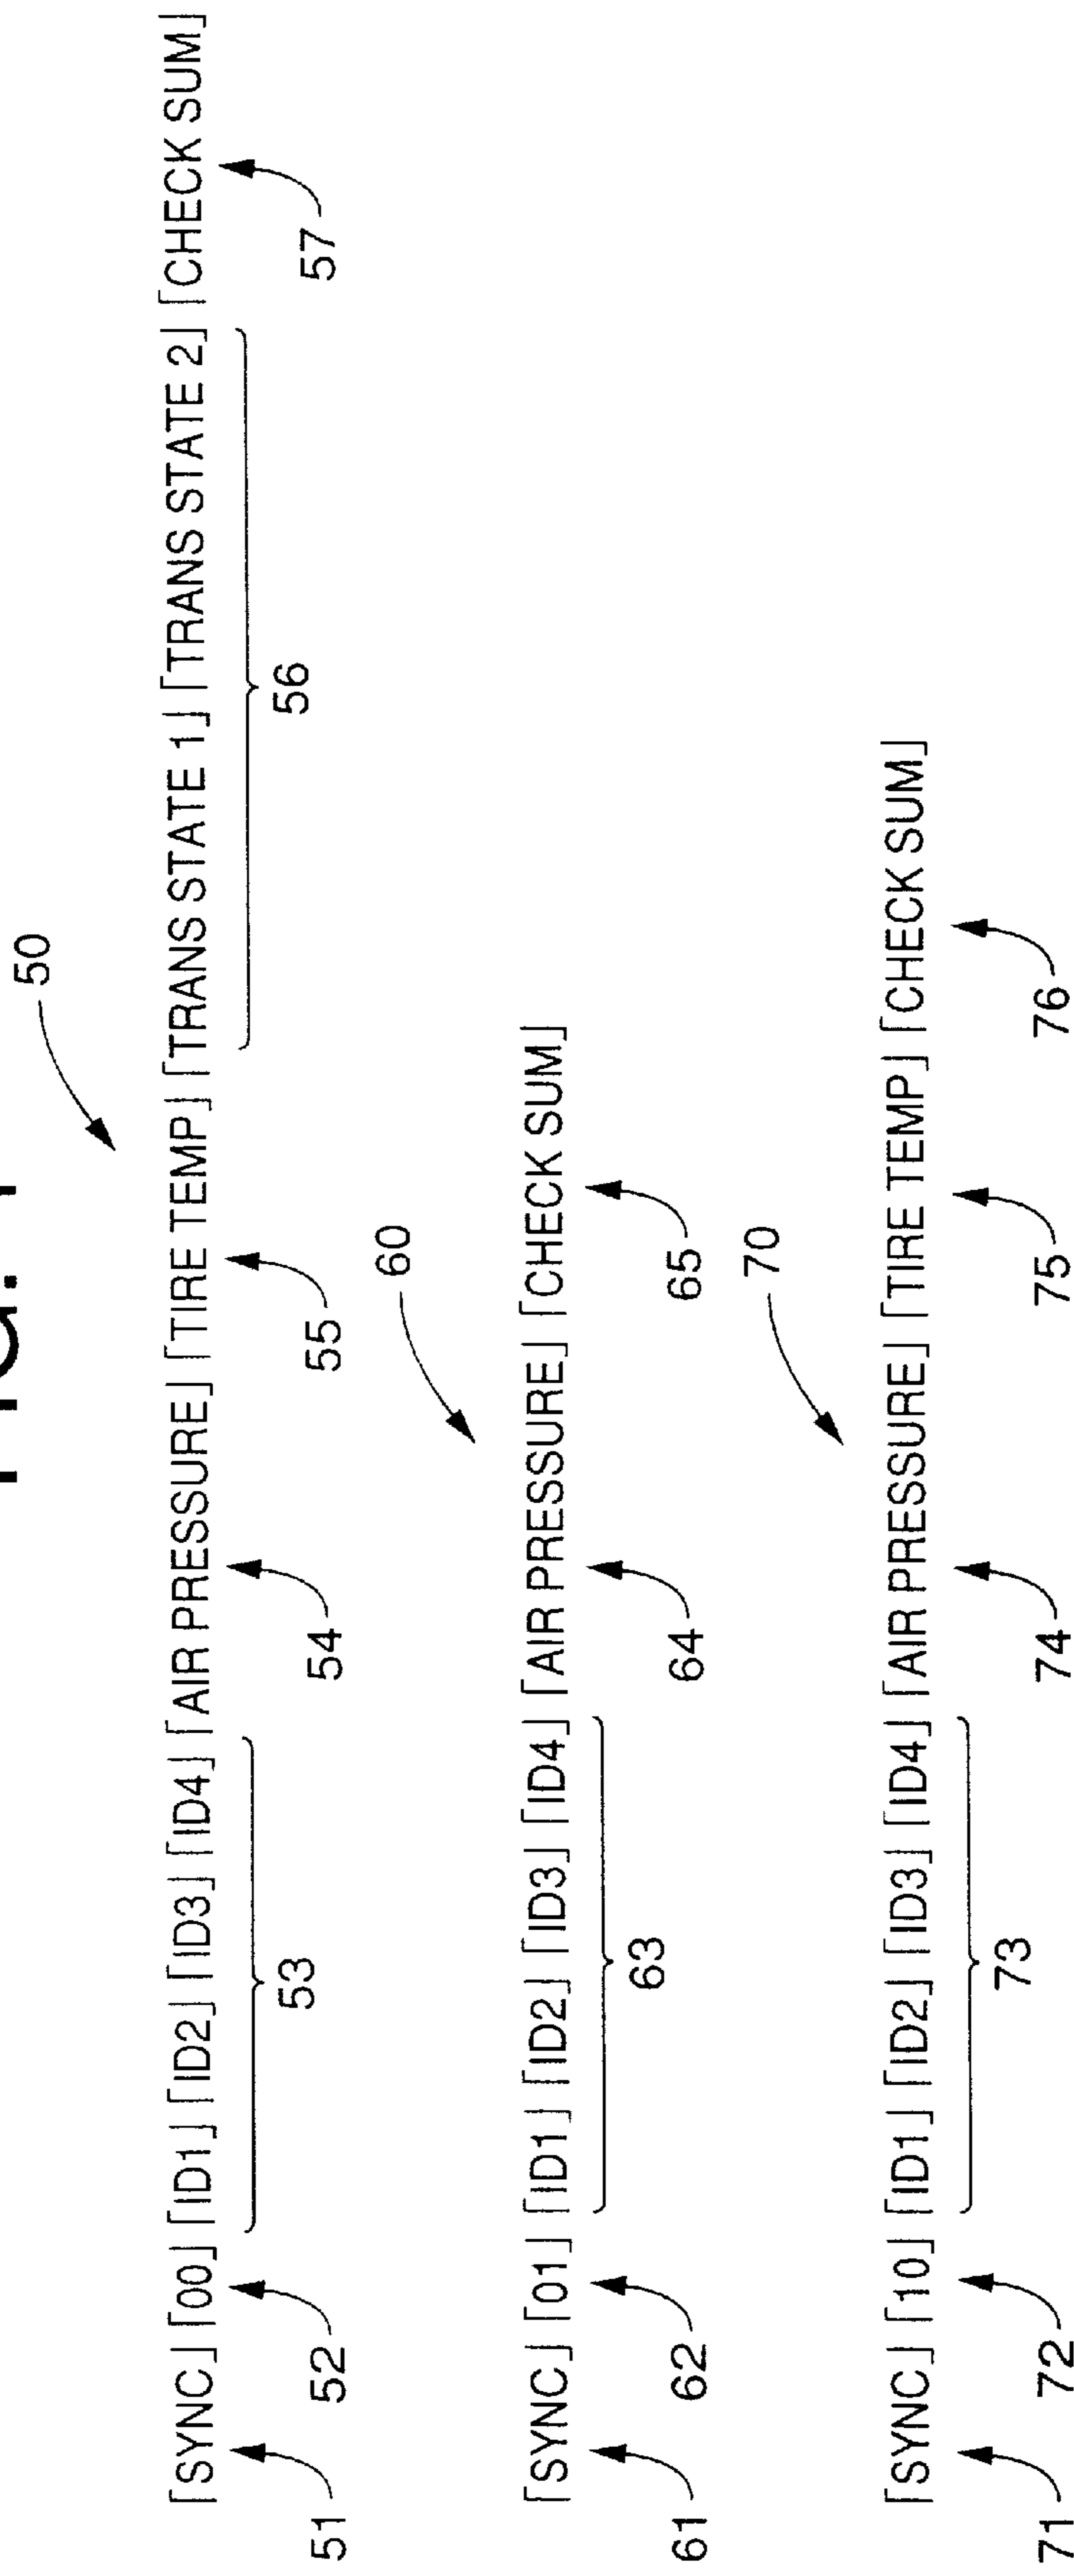 50
「SYNC」「00」「ID1」「ID2」「ID3」「ID4」「AIR PRESSURE」「TIRE TEMP」「TRANS STATE 1」「TRANS STATE 2」「CHECK SUM」
51 52 53 54 55 56 57
60
「SYNC」「01」「ID1」「ID2」「ID3」「ID4」「AIR PRESSURE」「CHECK SUM」
61 62 63 64 65
70
「SYNC」「10」「ID1」「ID2」「ID3」「ID4」「AIR PRESSURE」「TIRE TEMP」「CHECK SUM」
71 72 73 74 75 76